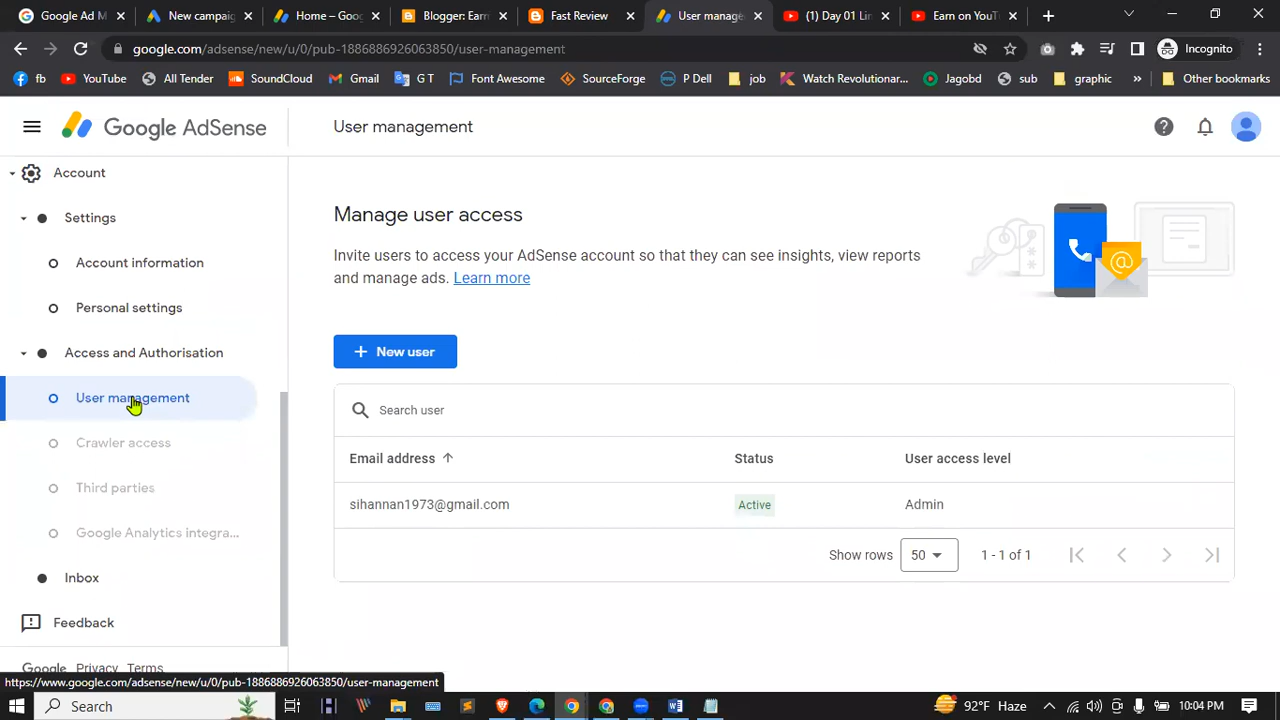 Google Ad M
New campai
Home – Goo
Blogger: Earn
Fast Review
User manage
(1) Day 01 Lin
Earn on YouT
google.com/adsense/new/u/0/pub-1886886926063850/user-management
Incognito
fb
YouTube
All Tender
SoundCloud
Gmail
G T
Font Awesome
SourceForge
P Dell
job
Watch Revolutionar...
Jagobd
sub
graphic
»
Other bookmarks
Google AdSense
User management
Account
Settings
Account information
Personal settings
Access and Authorisation
User management
Crawler access
Third parties
Google Analytics integra...
Inbox
Feedback
Google Privacy Terms
Manage user access
Invite users to access your AdSense account so that they can see insights, view reports
and manage ads. Learn more
+ New user
Search user
Email address Status User access level
sihannan1973@gmail.com Active Admin
Show rows 50 1 - 1 of 1
https://www.google.com/adsense/new/u/0/pub-1886886926063850/user-management
Search
92°F Haze
10:04 PM